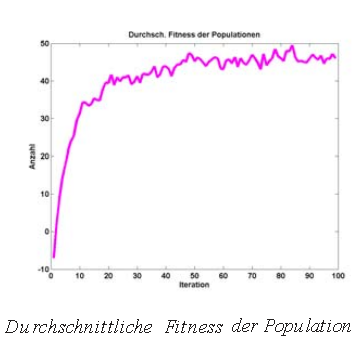 Durchsch. Fitness der Populationen
50
40
30
20
10
0
-10
Anzahl
0 10 20 30 40 50 60 70 80 90 100
Iteration
Durchschnittliche Fitness der Population